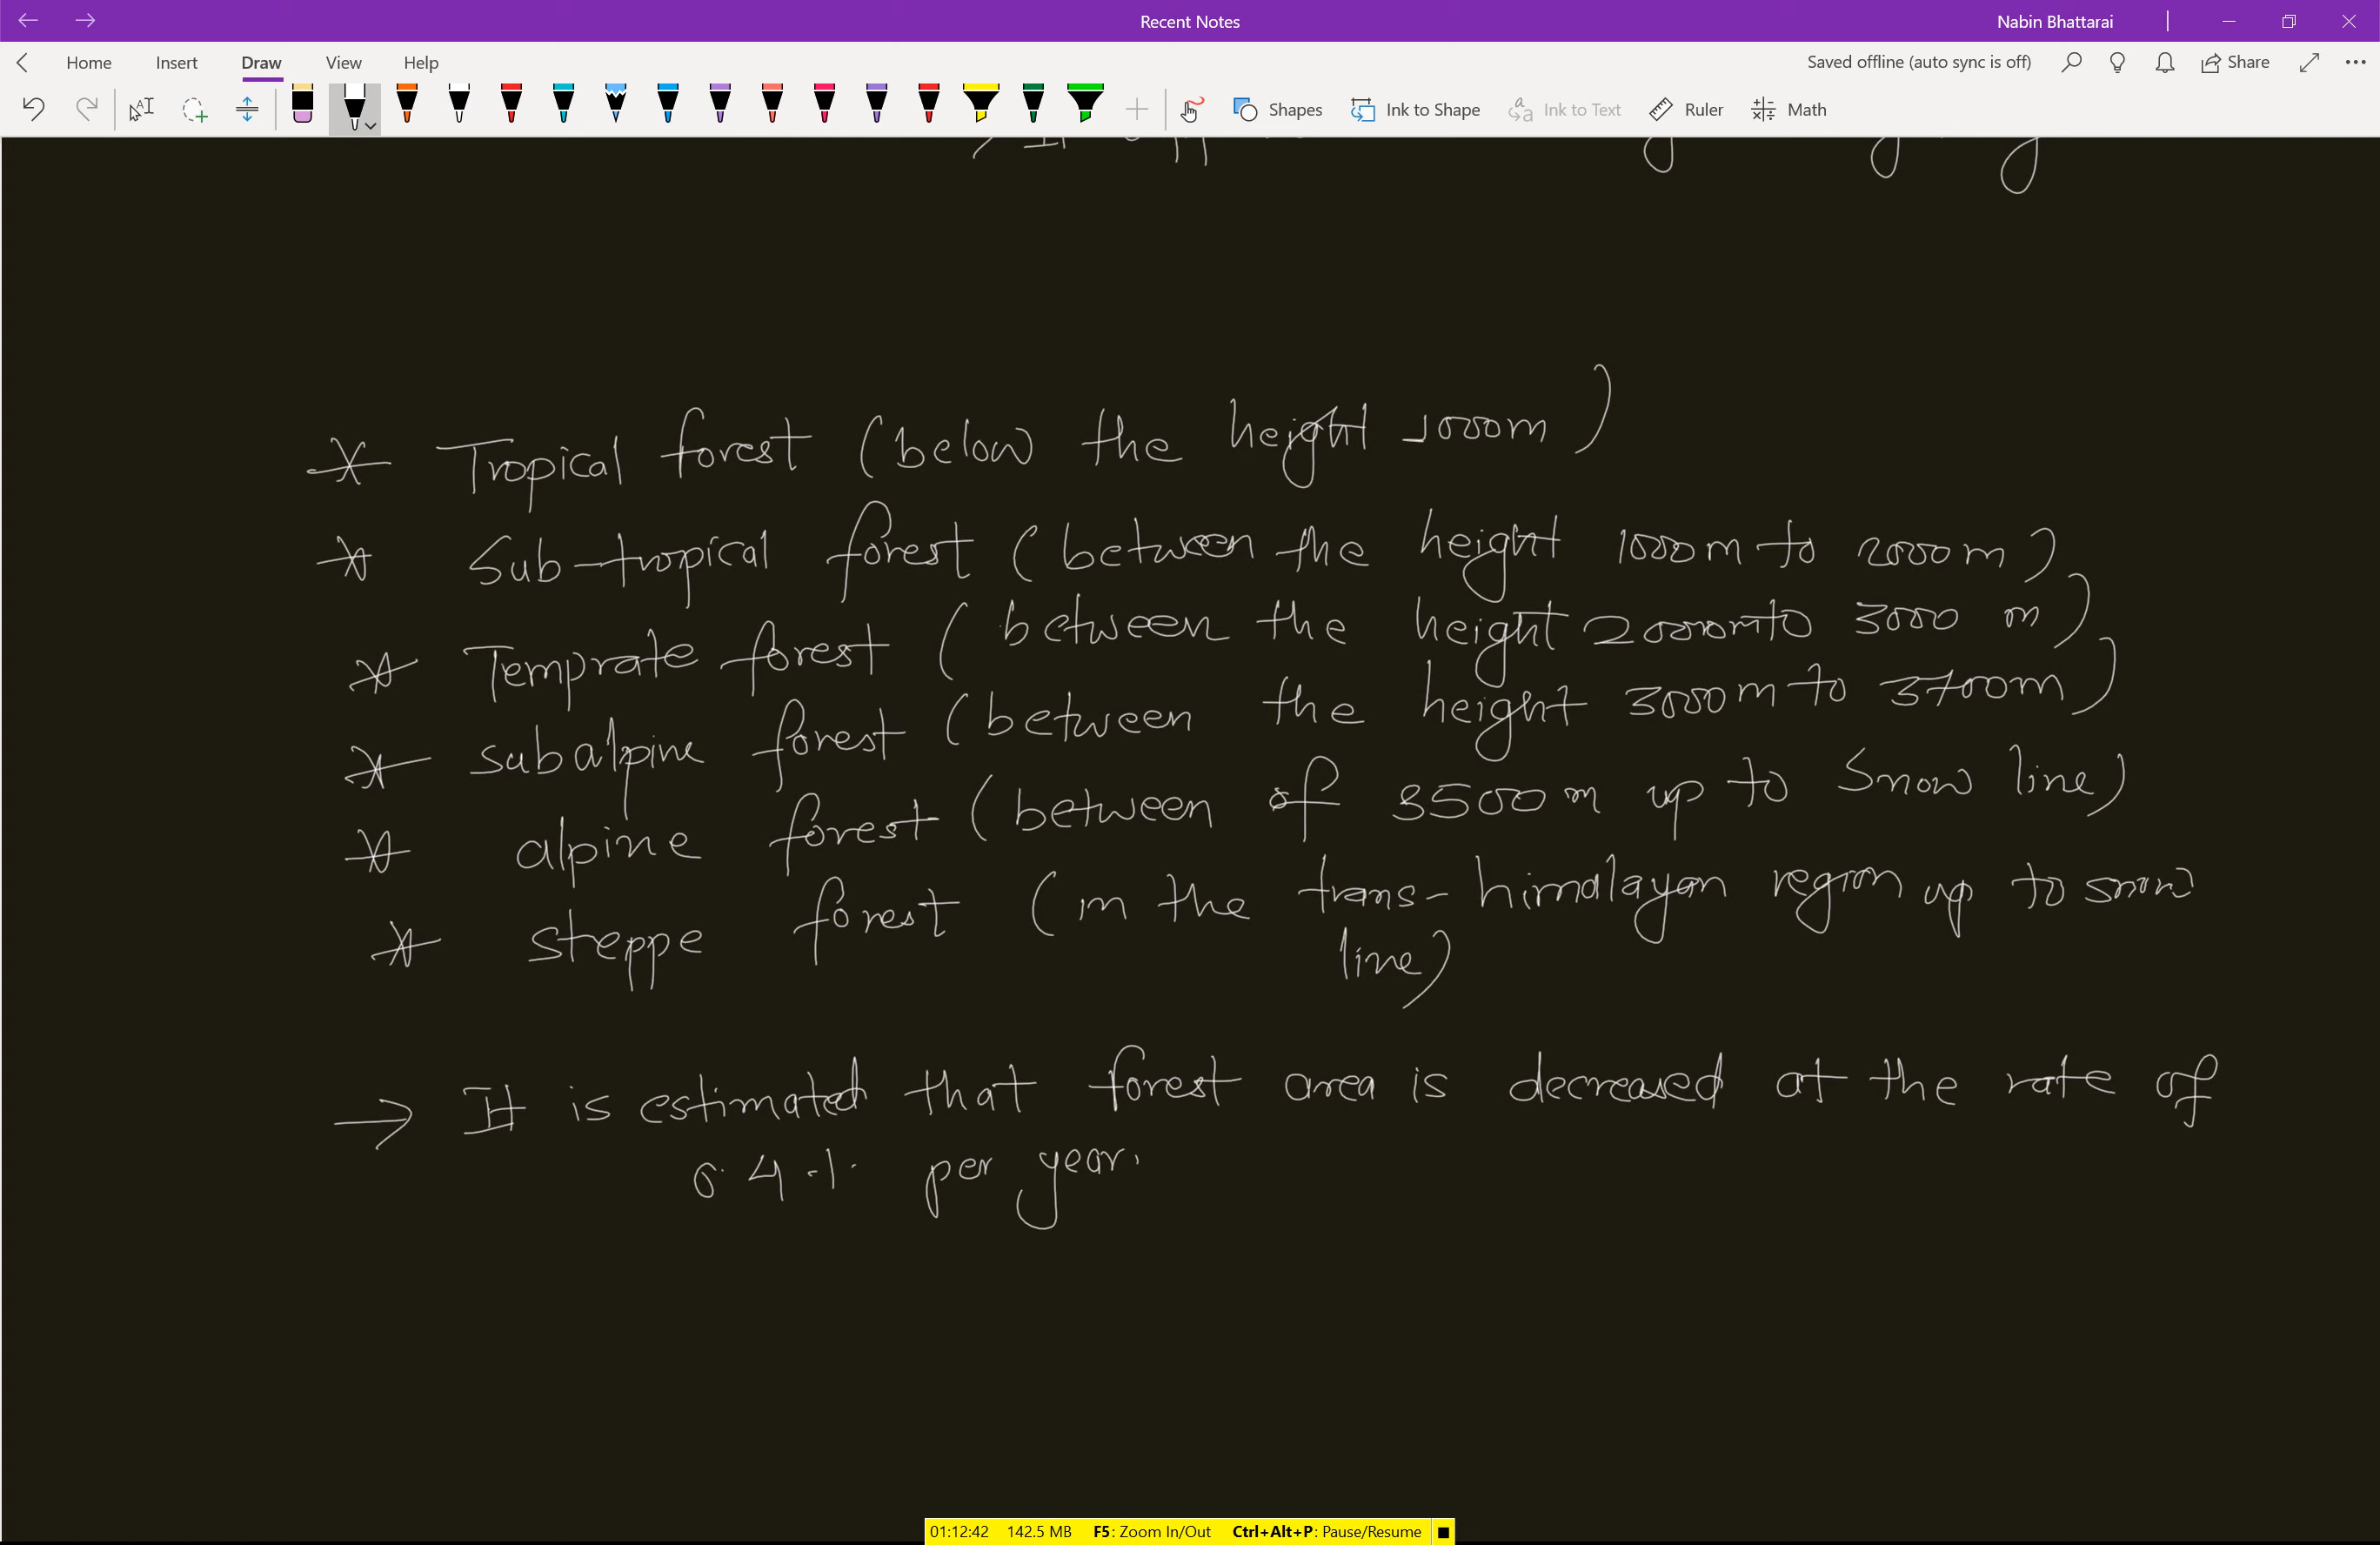 Recent Notes
Nabin Bhattarai
Home Insert Draw View Help
Saved offline (auto sync is off) Share
Shapes Ink to Shape Ink to Text Ruler Math
* Tropical forest (below the height 1000m)
* Sub-tropical forest (between the height 1000m to 2000m)
* Temprate forest (between the height 2000m to 3000 m)
* subalpine forest (between the height 3000m to 3700m)
* alpine forest (between of 3500m up to Snow line)
* steppe forest (in the trans-himalayan region up to snow
line)
→ It is estimated that forest area is decreased at the rate of
0.4% per year.
01:12:42 142.5 MB F5: Zoom In/Out Ctrl+Alt+P: Pause/Resume